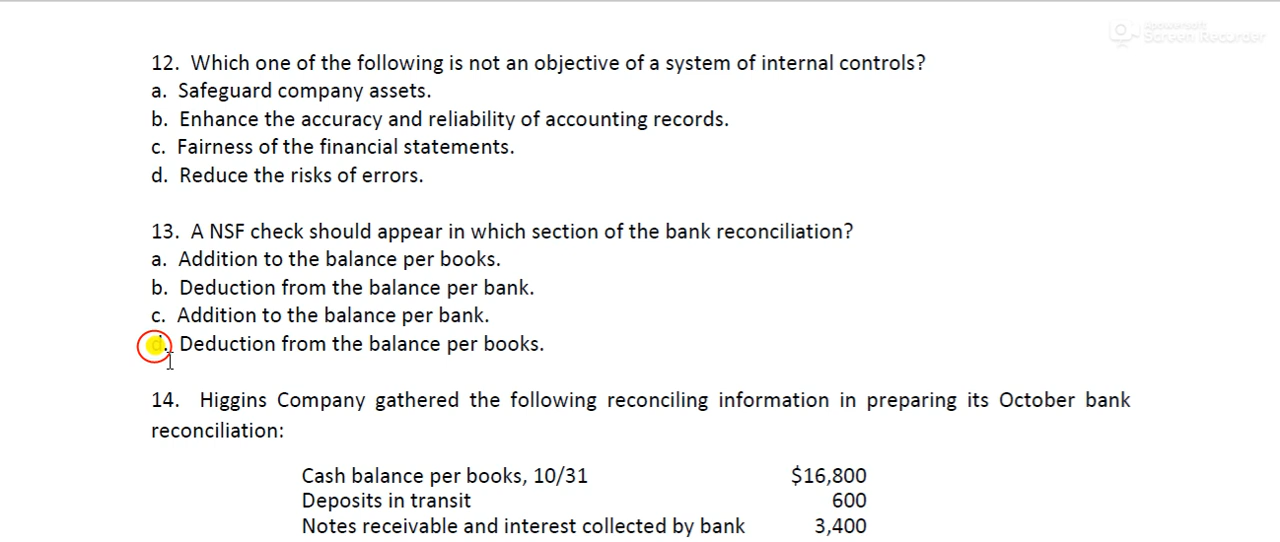 Apowersoft
Screen Recorder
12. Which one of the following is not an objective of a system of internal controls?
a. Safeguard company assets.
b. Enhance the accuracy and reliability of accounting records.
c. Fairness of the financial statements.
d. Reduce the risks of errors.
13. A NSF check should appear in which section of the bank reconciliation?
a. Addition to the balance per books.
b. Deduction from the balance per bank.
c. Addition to the balance per bank.
d. Deduction from the balance per books.
14. Higgins Company gathered the following reconciling information in preparing its October bank
reconciliation:
Cash balance per books, 10/31 $16,800
Deposits in transit 600
Notes receivable and interest collected by bank 3,400